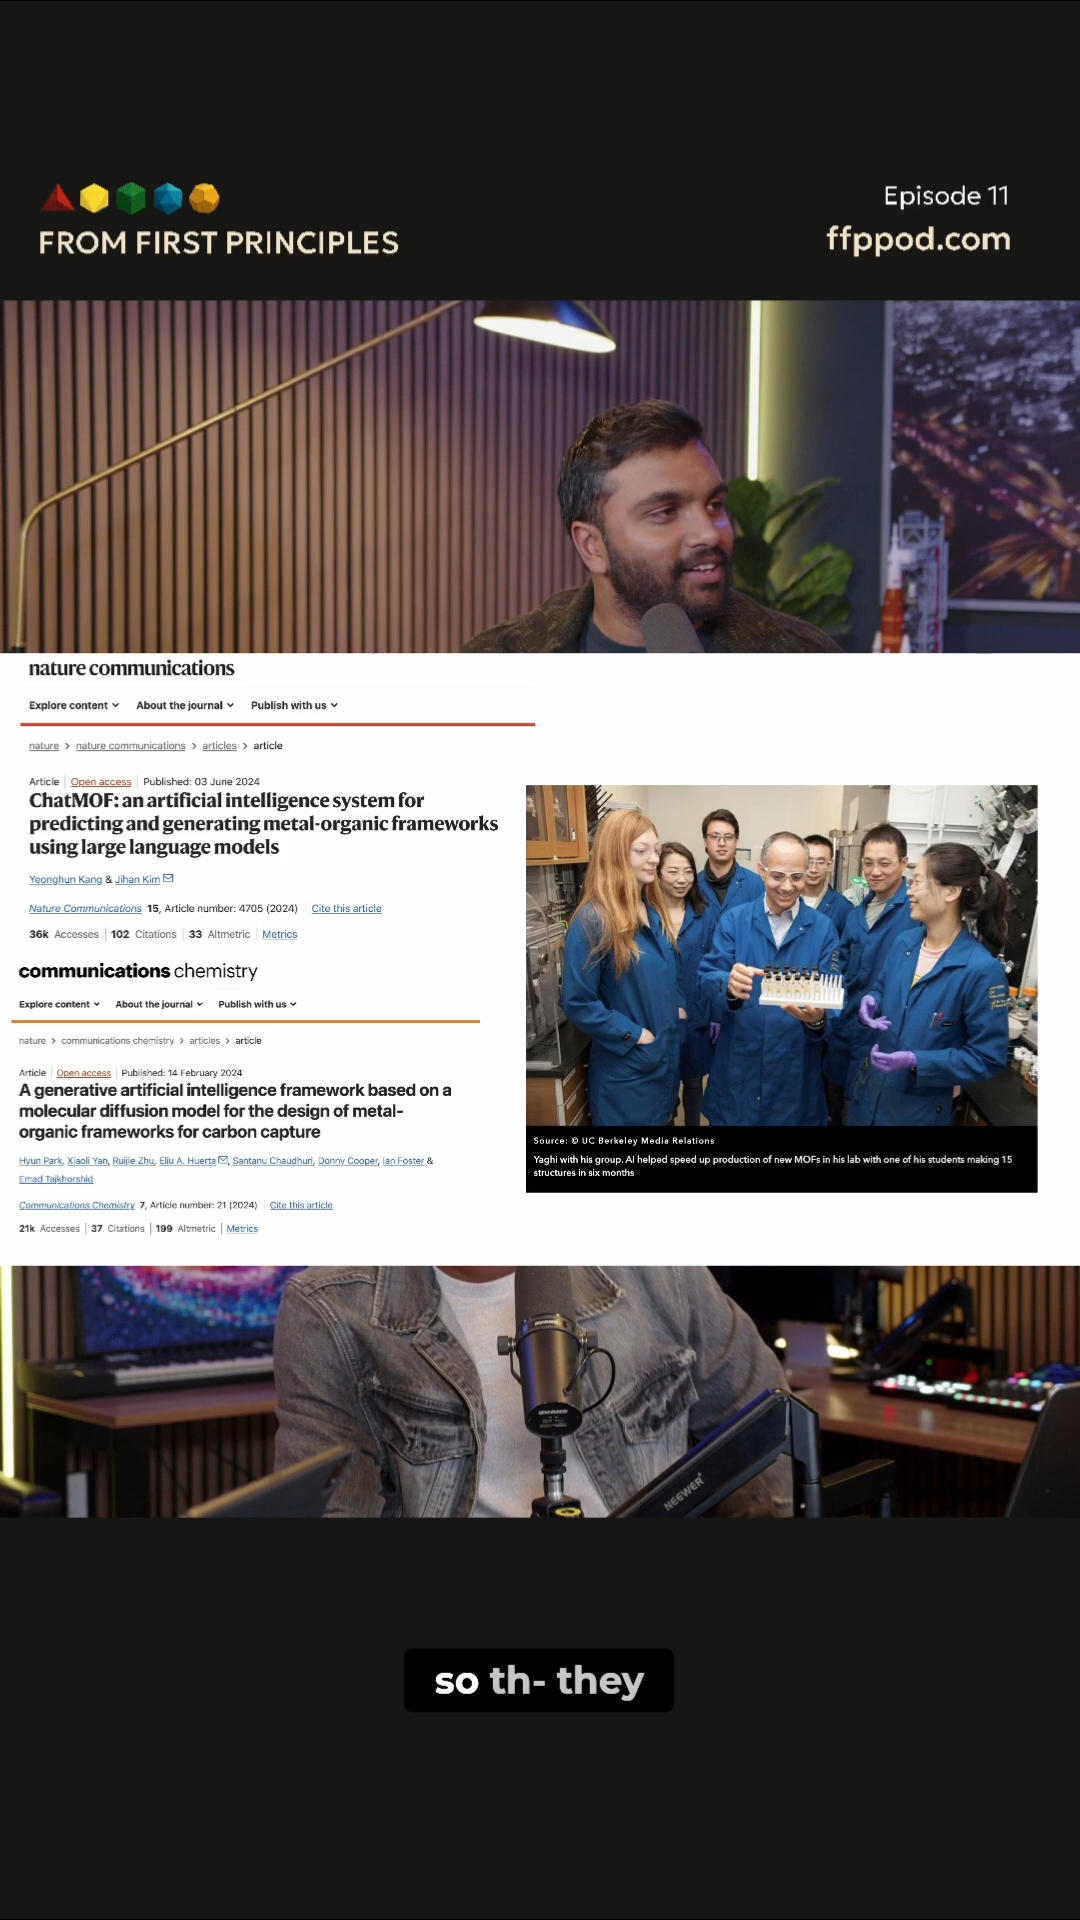 FROM FIRST PRINCIPLES
Episode 11
ffppod.com
nature communications
Explore content
About the journal
Publish with us
nature > nature communications > articles > article
Article | Open access | Published: 03 June 2024
ChatMOF: an artificial intelligence system for
predicting and generating metal-organic frameworks
using large language models
Yeonghun Kang & Jihan Kim
Nature Communications 15, Article number: 4705 (2024) | Cite this article
36k Accesses | 102 Citations | 33 Altmetric | Metrics
communications chemistry
Explore content
About the journal
Publish with us
nature > communications chemistry > articles > article
Article | Open access | Published: 14 February 2024
A generative artificial intelligence framework based on a
molecular diffusion model for the design of metal-
organic frameworks for carbon capture
Hyun Park, Xiaoli Yan, Ruijie Zhu, Eliu A. Huerta, Santanu Chaudhuri, Donny Cooper, Ian Foster &
Emad Tajkhorshid
Communications Chemistry 7, Article number: 21 (2024) | Cite this article
21k Accesses | 37 Citations | 199 Altmetric | Metrics
Source: © UC Berkeley Media Relations
Yaghi with his group. AI helped speed up production of new MOFs in his lab with one of his students making 15
structures in six months
NEEWER
so th- they